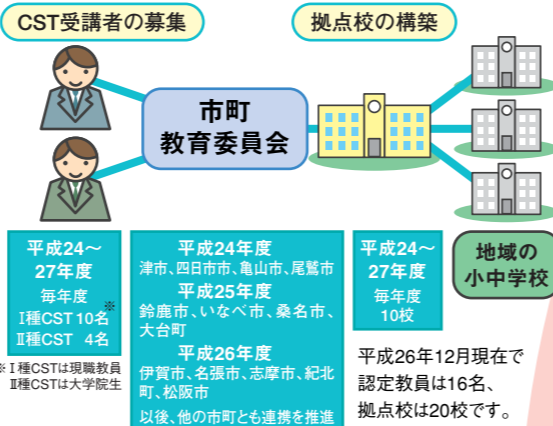 CST受講者の募集
拠点校の構築
市町
教育委員会
平成24〜
27年度
毎年度
Ⅰ種CST 10名
※
Ⅱ種CST 4名
※Ⅰ種CSTは現職教員
Ⅱ種CSTは大学院生
平成24年度
津市、四日市市、亀山市、尾鷲市
平成25年度
鈴鹿市、いなべ市、桑名市、
大台町
平成26年度
伊賀市、名張市、志摩市、紀北
町、松阪市
以後、他の市町とも連携を推進
平成24〜
27年度
毎年度
10校
地域の
小中学校
平成26年12月現在で
認定教員は16名、
拠点校は20校です。